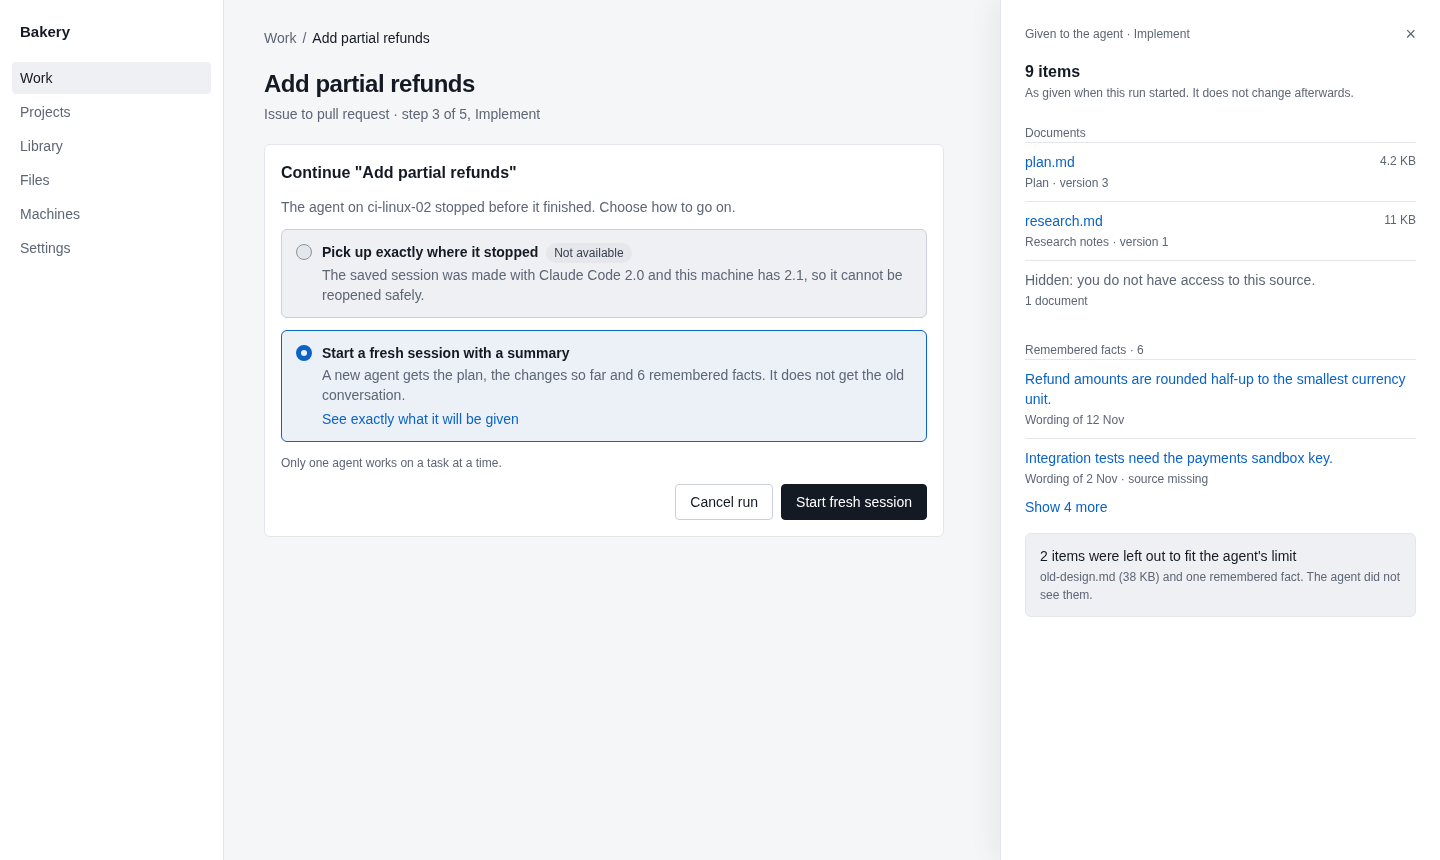 Bakery
Work
Projects
Library
Files
Machines
Settings
Work / Add partial refunds
Add partial refunds
Issue to pull request · step 3 of 5, Implement
Continue "Add partial refunds"
The agent on ci-linux-02 stopped before it finished. Choose how to go on.
Pick up exactly where it stopped Not available
The saved session was made with Claude Code 2.0 and this machine has 2.1, so it cannot be
reopened safely.
Start a fresh session with a summary
A new agent gets the plan, the changes so far and 6 remembered facts. It does not get the old
conversation.
See exactly what it will be given
Only one agent works on a task at a time.
Cancel run Start fresh session
Given to the agent · Implement ×
9 items
As given when this run started. It does not change afterwards.
Documents
plan.md 4.2 KB
Plan · version 3
research.md 11 KB
Research notes · version 1
Hidden: you do not have access to this source.
1 document
Remembered facts · 6
Refund amounts are rounded half-up to the smallest currency
unit.
Wording of 12 Nov
Integration tests need the payments sandbox key.
Wording of 2 Nov · source missing
Show 4 more
2 items were left out to fit the agent's limit
old-design.md (38 KB) and one remembered fact. The agent did not
see them.